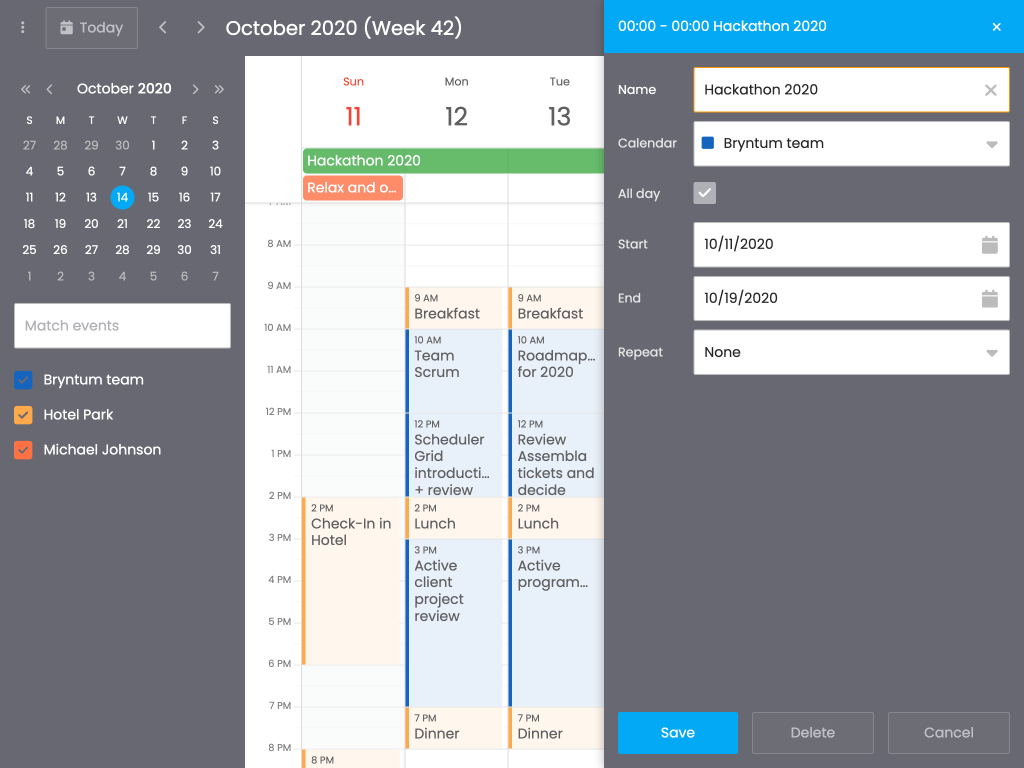 Today
October 2020 (Week 42)
October 2020
S M T W T F S
27 28 29 30 1 2 3
4 5 6 7 8 9 10
11 12 13 14 15 16 17
18 19 20 21 22 23 24
25 26 27 28 29 30 31
1 2 3 4 5 6 7
Match events
Bryntum team
Hotel Park
Michael Johnson
Sun
11
Mon
12
Tue
13
Hackathon 2020
Relax and o...
8 AM
9 AM
10 AM
11 AM
12 PM
1 PM
2 PM
3 PM
4 PM
5 PM
6 PM
7 PM
8 PM
2 PM
Check-In in
Hotel
8 PM
9 AM
Breakfast
10 AM
Team
Scrum
12 PM
Scheduler
Grid
introducti...
+ review
2 PM
Lunch
3 PM
Active
client
project
review
7 PM
Dinner
9 AM
Breakfast
10 AM
Roadmap...
for 2020
12 PM
Review
Assembla
tickets and
decide
2 PM
Lunch
3 PM
Active
program...
7 PM
Dinner
00:00 - 00:00 Hackathon 2020
Name
Hackathon 2020
Calendar
Bryntum team
All day
Start
10/11/2020
End
10/19/2020
Repeat
None
Save
Delete
Cancel